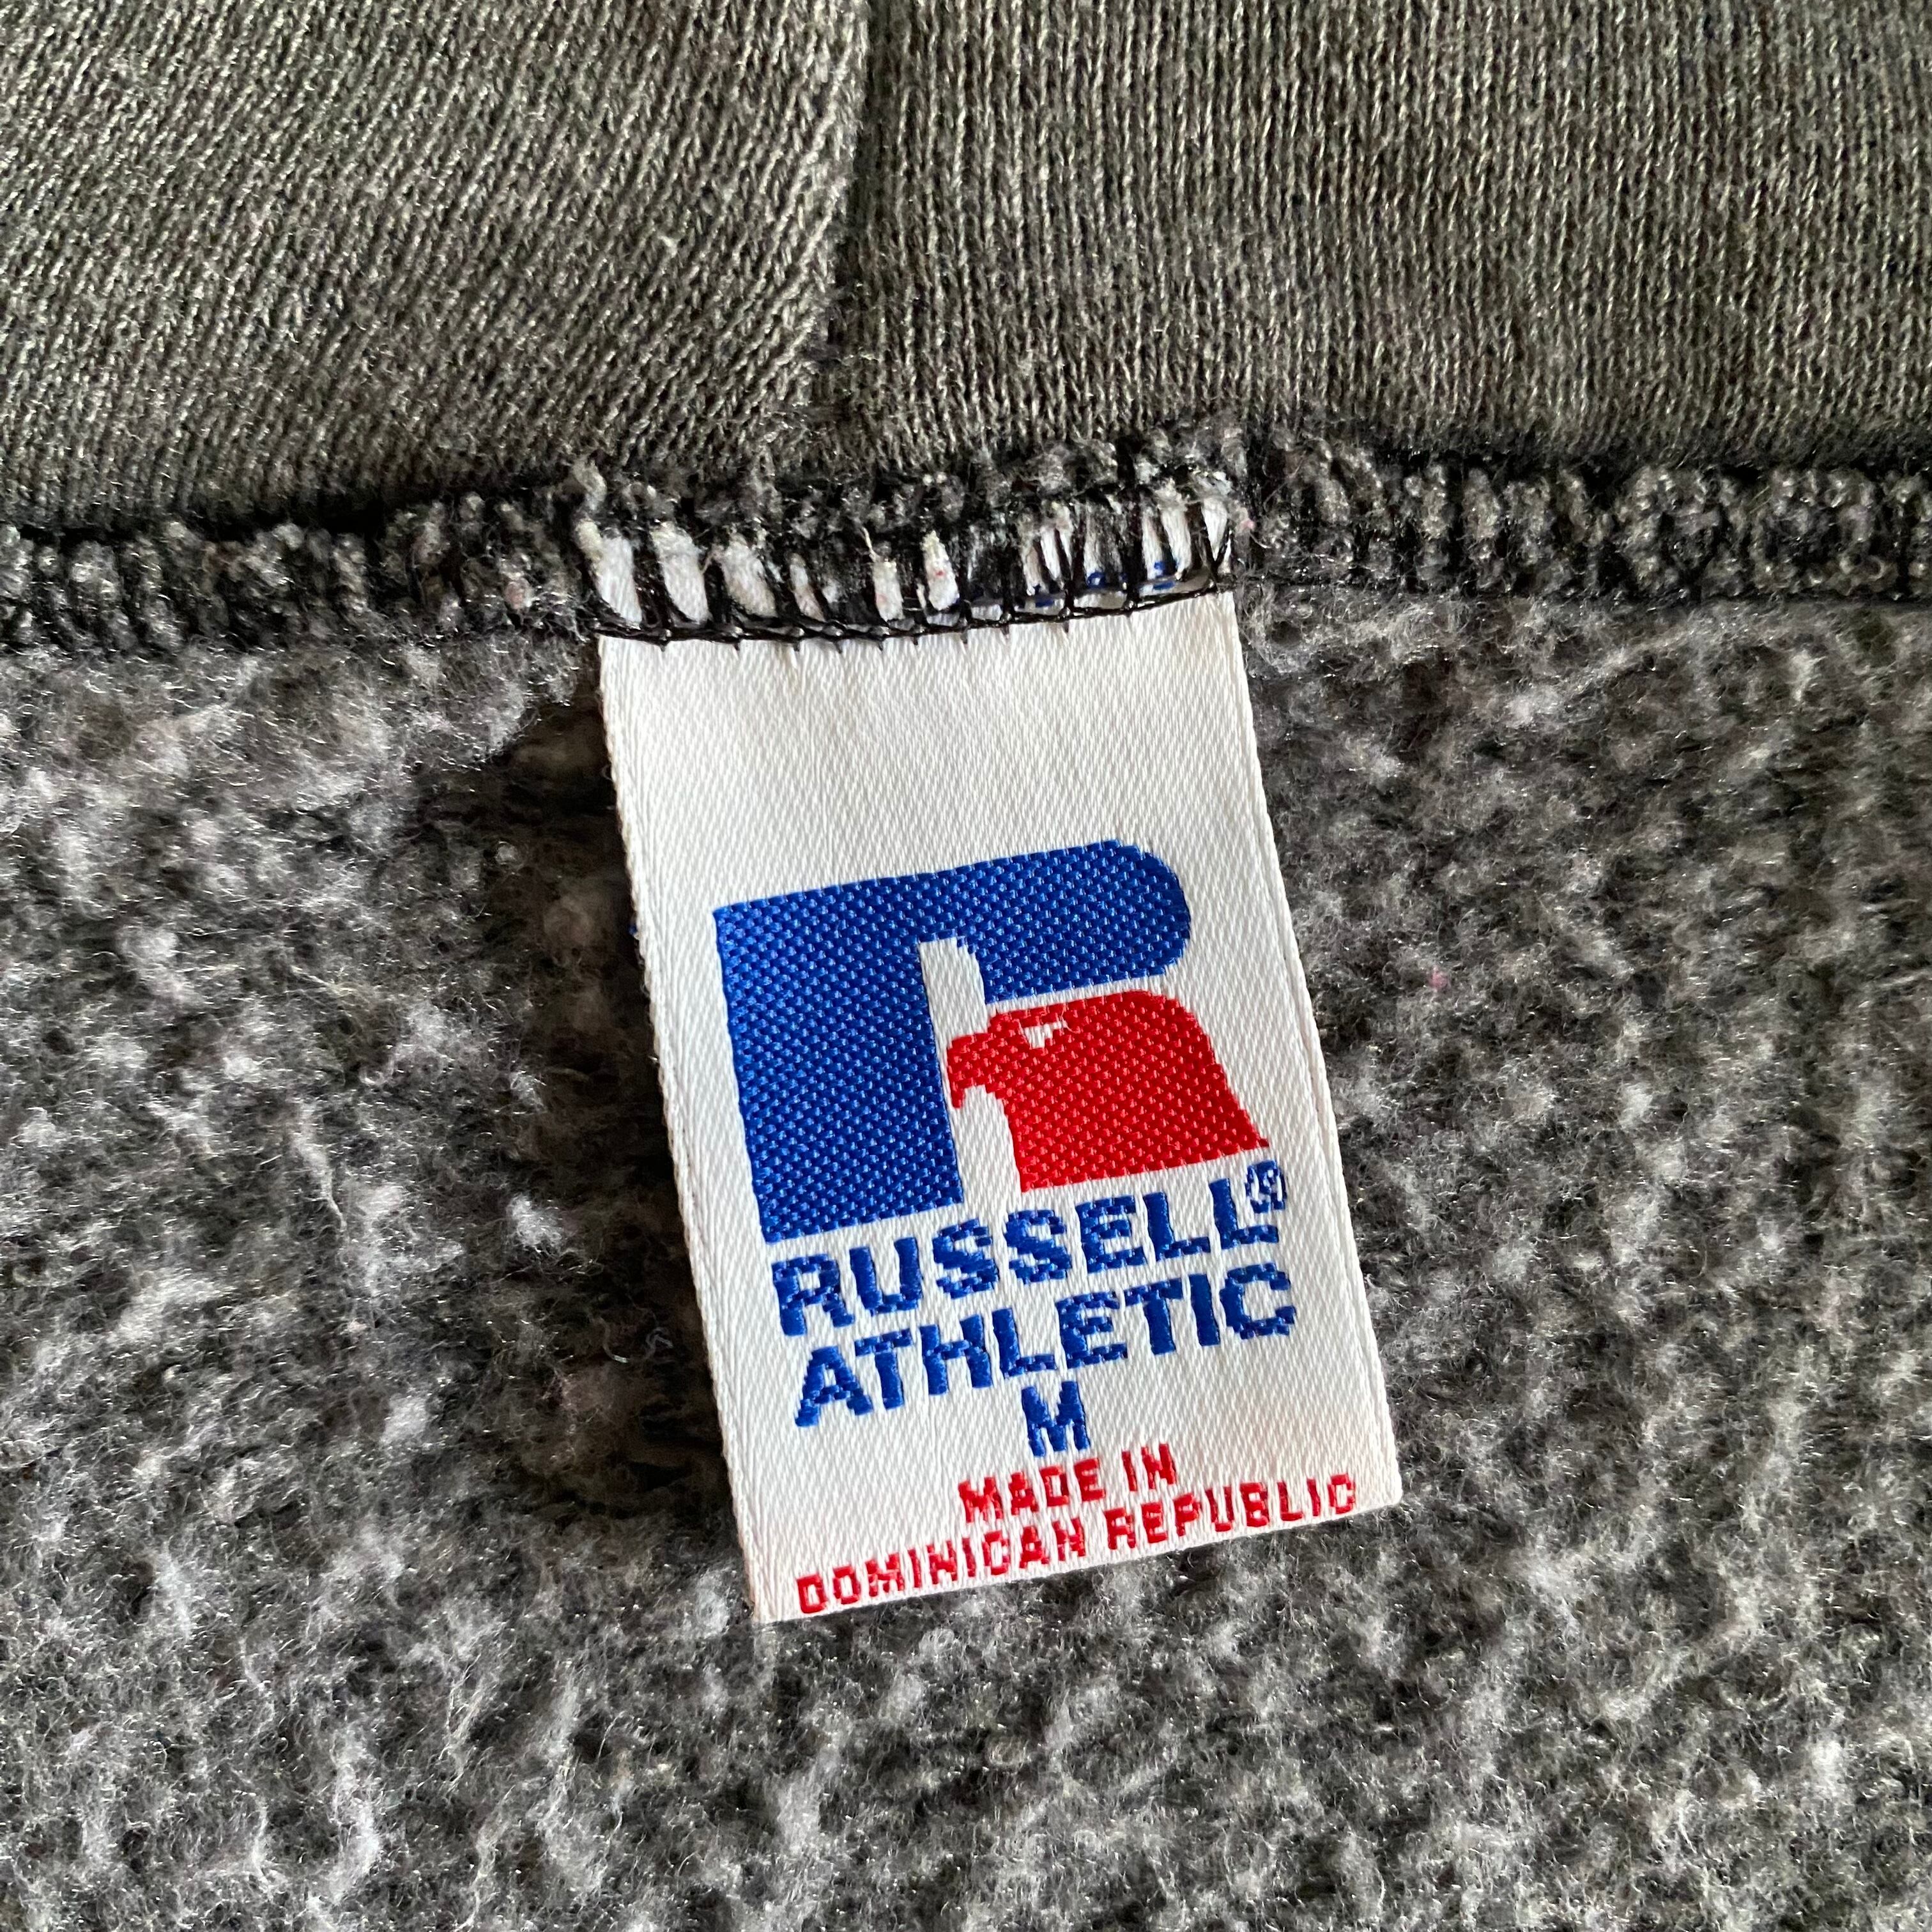 RUSSELL®
ATHLETIC
M
MADE IN
DOMINICAN REPUBLIC